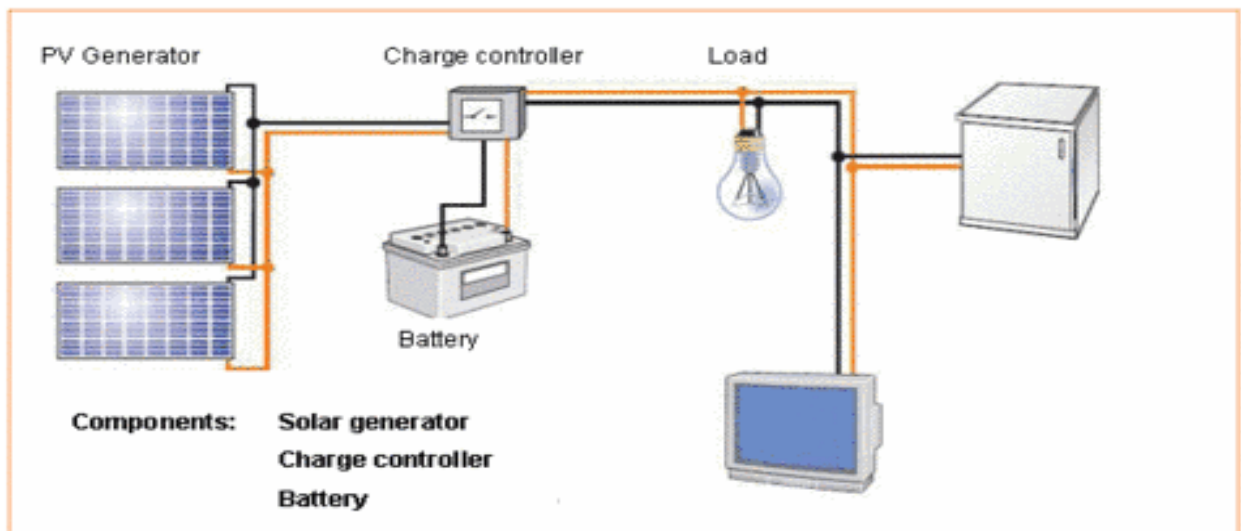 PV Generator
Charge controller
Load
Battery
Components: Solar generator
Charge controller
Battery